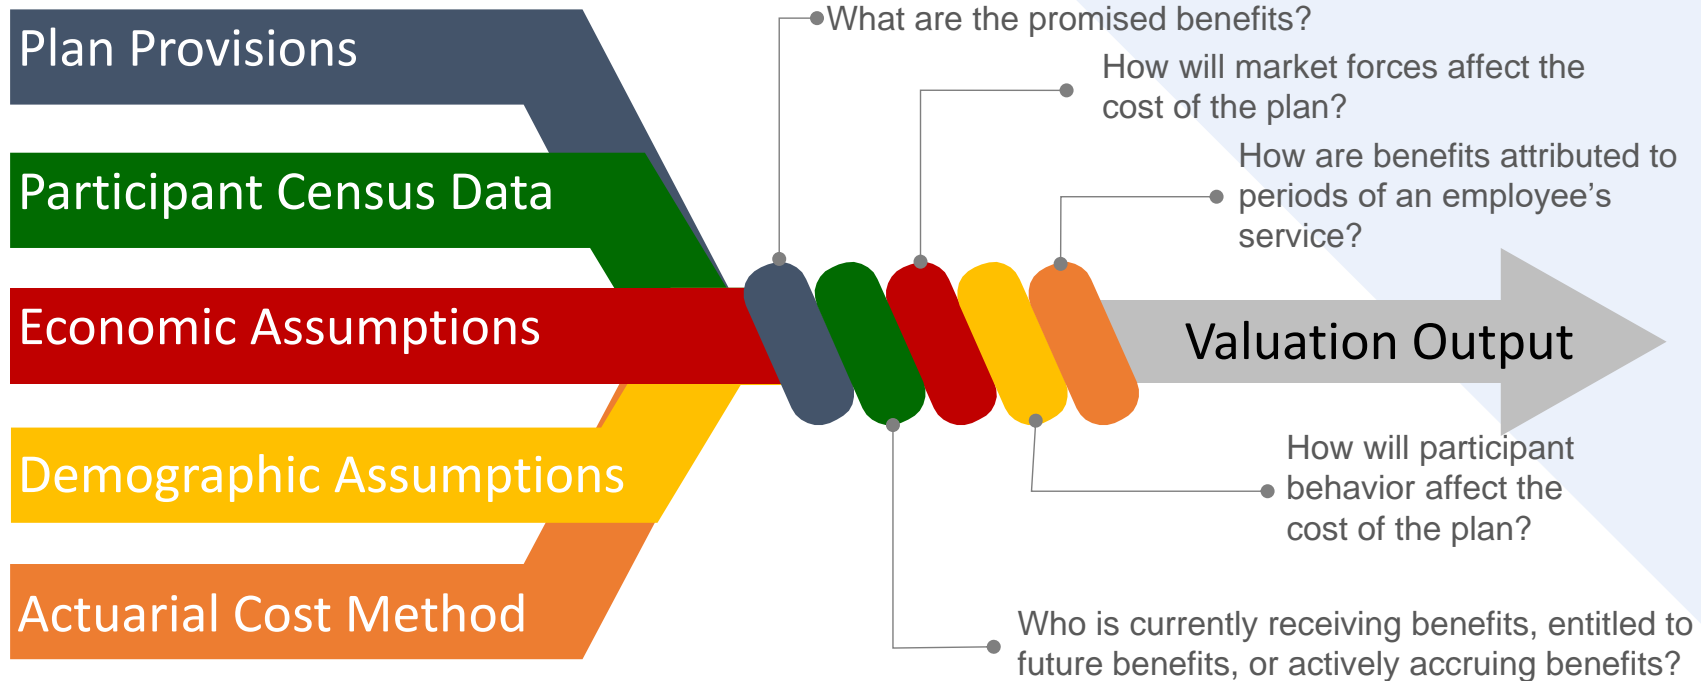 Plan Provisions
Participant Census Data
Economic Assumptions
Demographic Assumptions
Actuarial Cost Method
What are the promised benefits?
How will market forces affect the
cost of the plan?
How are benefits attributed to
periods of an employee’s
service?
Valuation Output
How will participant
behavior affect the
cost of the plan?
Who is currently receiving benefits, entitled to
future benefits, or actively accruing benefits?